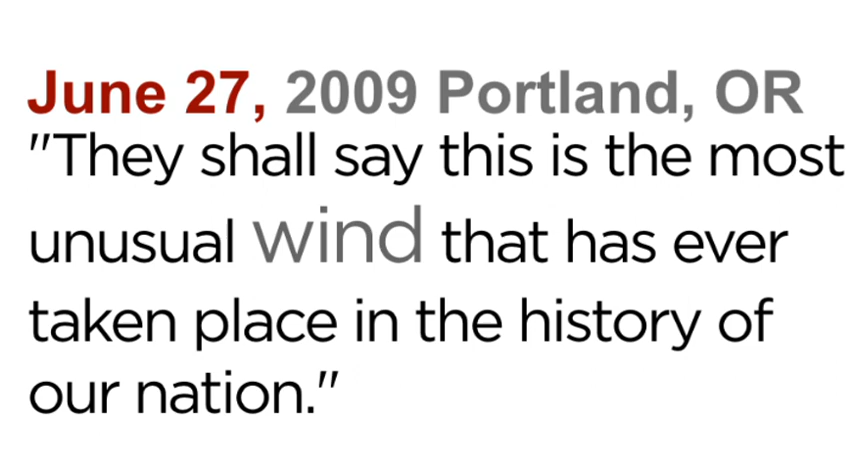 June 27, 2009 Portland, OR
"They shall say this is the most
unusual wind that has ever
taken place in the history of
our nation."